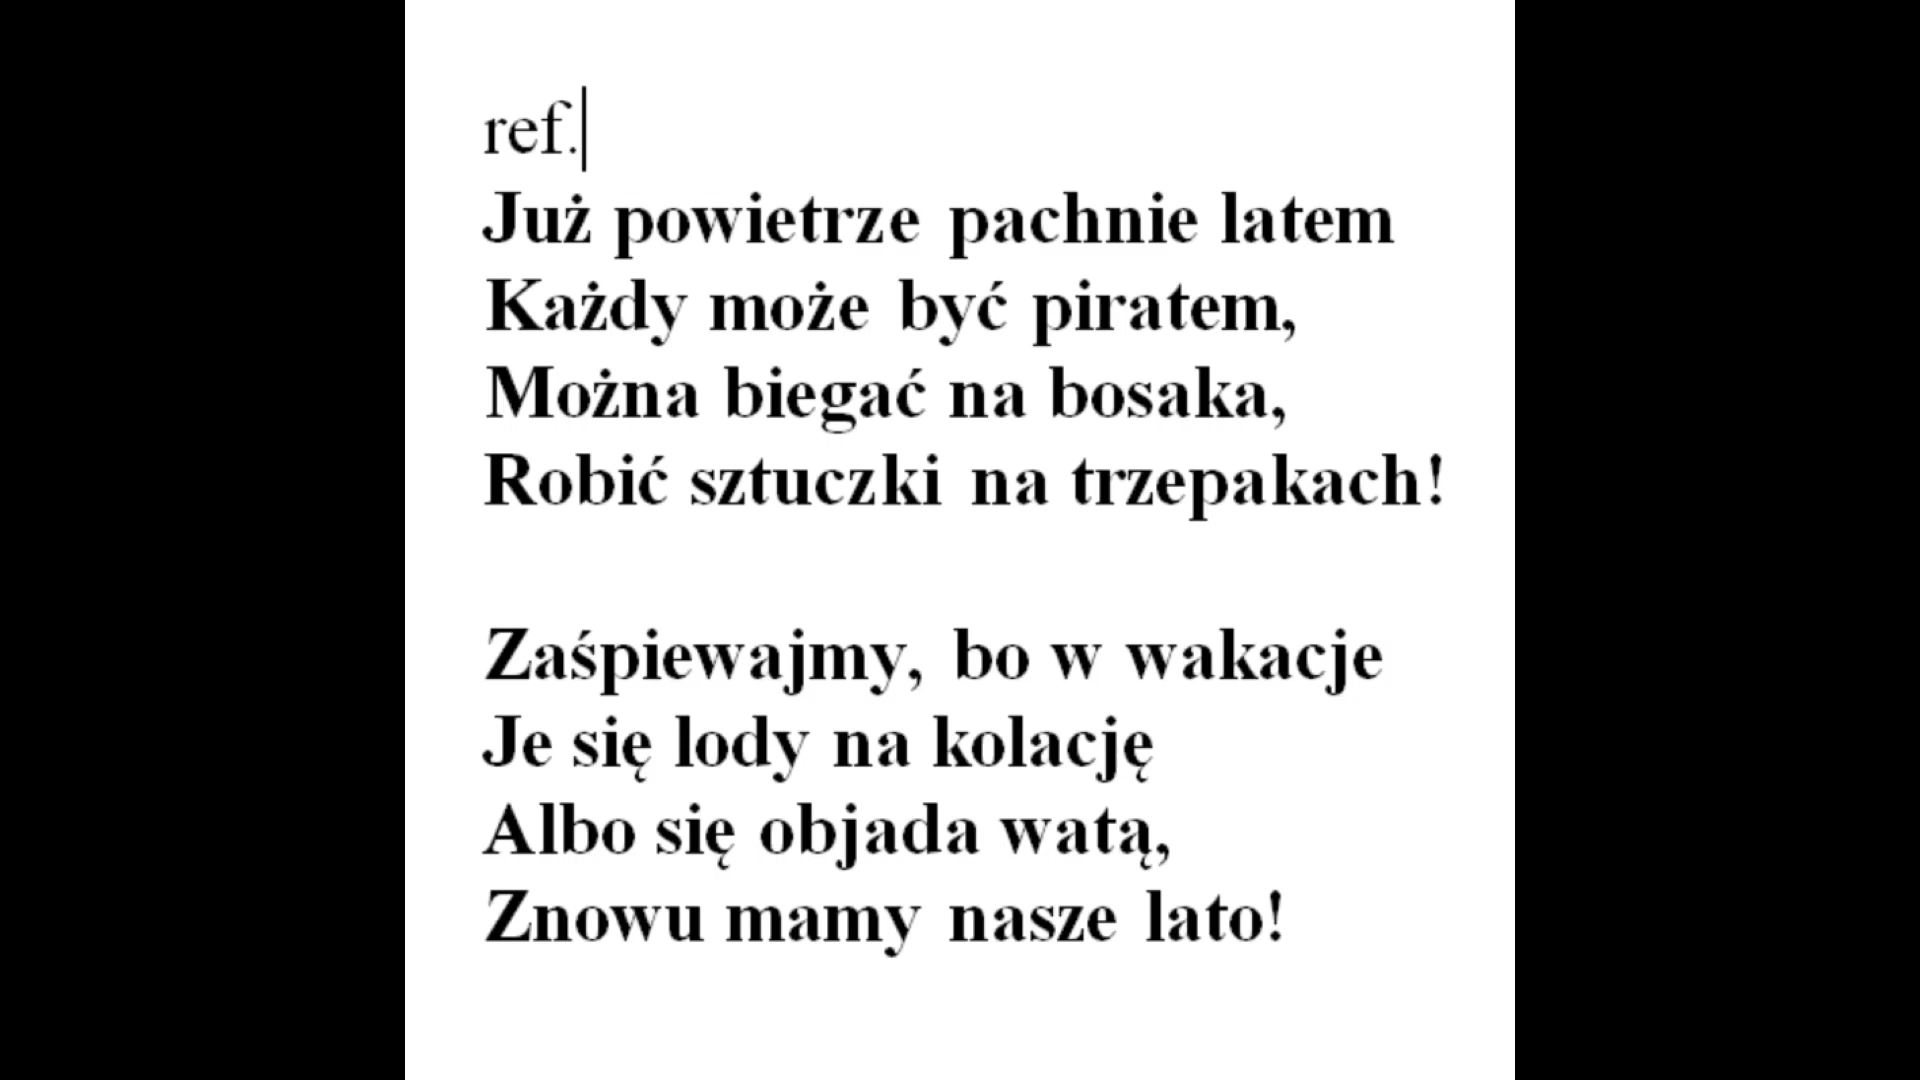 ref.
Już powietrze pachnie latem
Każdy może być piratem,
Można biegać na bosaka,
Robić sztuczki na trzepakach!
Zaśpiewajmy, bo w wakacje
Je się lody na kolację
Albo się objada watą,
Znowu mamy nasze lato!